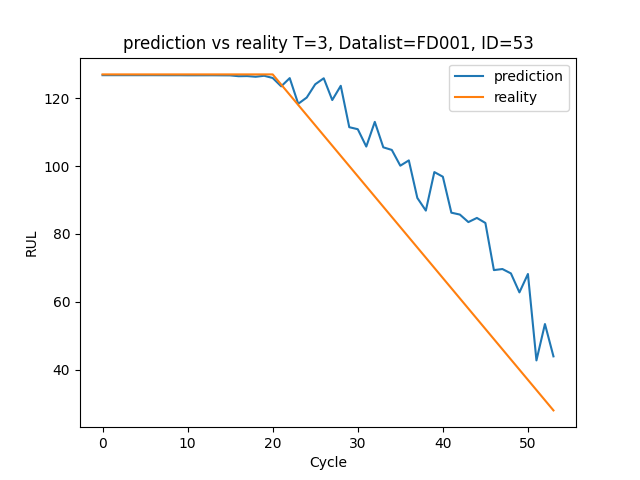 prediction vs reality T=3, Datalist=FD001, ID=53
prediction
reality
RUL
120
100
80
60
40
0 10 20 30 40 50
Cycle